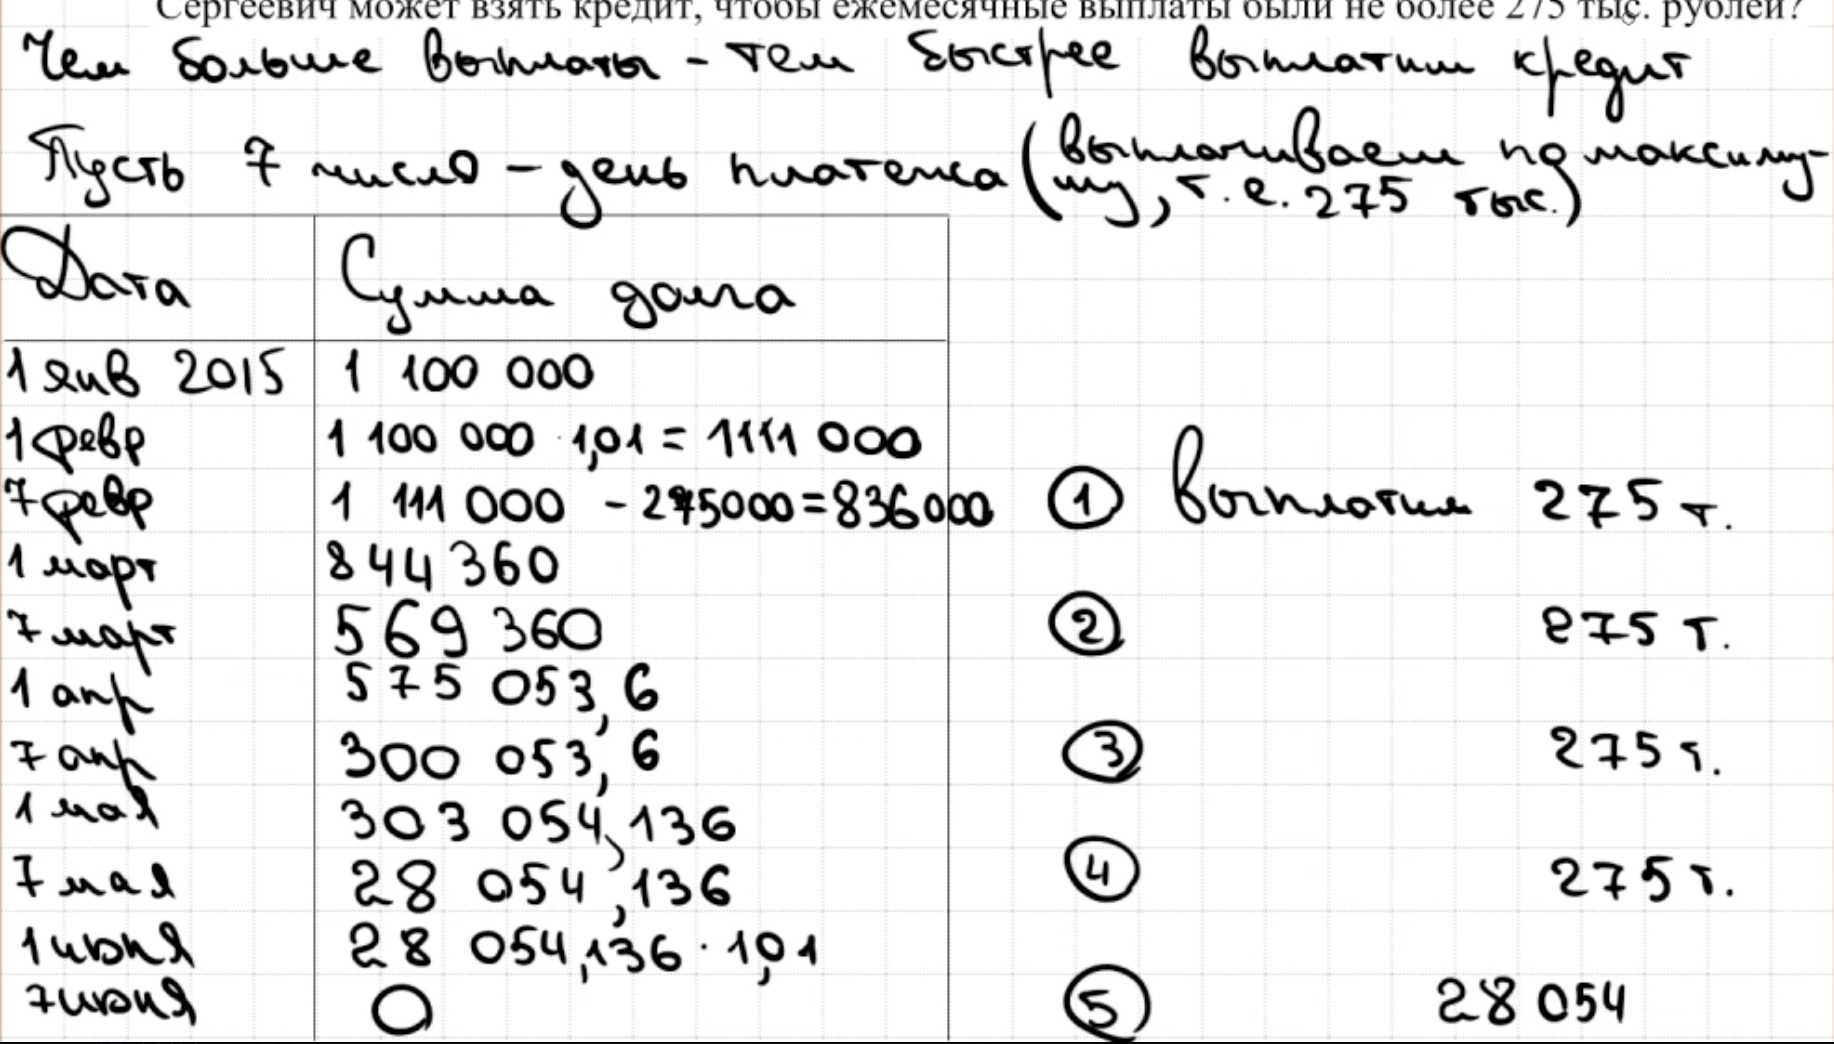 Сергеевич может взять кредит, чтобы ежемесячные выплаты были не более 275 тыс. рублей?
Чем больше выплаты - тем быстрее выплатим кредит
Пусть 7 число - день платежа (выплачиваем по максиму-
му, т.е. 275 тыс.)
Дата Сумма долга
1 янв 2015 1 100 000
1 февр 1 100 000 · 1,01 = 1111 000
7 февр 1 111 000 - 275000 = 836000 ① Выплатим 275 т.
1 март 844 360
7 март 569 360 ② 275 т.
1 апр 575 053,6
7 апр 300 053,6 ③ 275 т.
1 мая 303 054,136
7 мая 28 054,136 ④ 275 т.
1 июня 28 054,136 · 1,01
7 июня 0 ⑤ 28 054